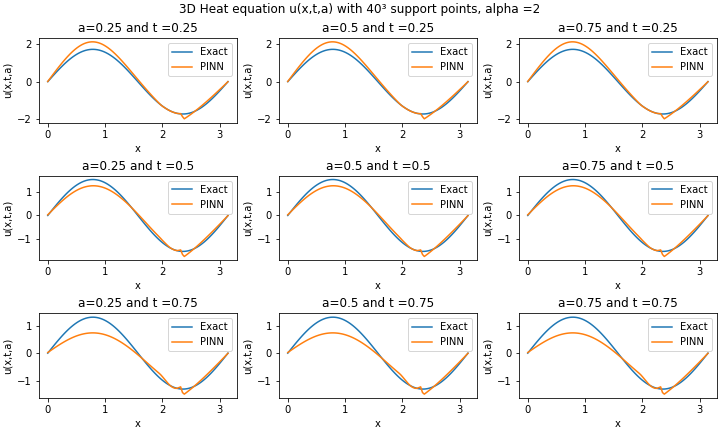 3D Heat equation u(x,t,a) with 40³ support points, alpha =2
a=0.25 and t =0.25
a=0.5 and t =0.25
a=0.75 and t =0.25
u(x,t,a)
2
0
−2
Exact
PINN
0
1
2
3
x
u(x,t,a)
2
0
−2
Exact
PINN
0
1
2
3
x
u(x,t,a)
2
0
−2
Exact
PINN
0
1
2
3
x
a=0.25 and t =0.5
a=0.5 and t =0.5
a=0.75 and t =0.5
u(x,t,a)
1
0
−1
Exact
PINN
0
1
2
3
x
u(x,t,a)
1
0
−1
Exact
PINN
0
1
2
3
x
u(x,t,a)
1
0
−1
Exact
PINN
0
1
2
3
x
a=0.25 and t =0.75
a=0.5 and t =0.75
a=0.75 and t =0.75
u(x,t,a)
1
0
−1
Exact
PINN
0
1
2
3
x
u(x,t,a)
1
0
−1
Exact
PINN
0
1
2
3
x
u(x,t,a)
1
0
−1
Exact
PINN
0
1
2
3
x